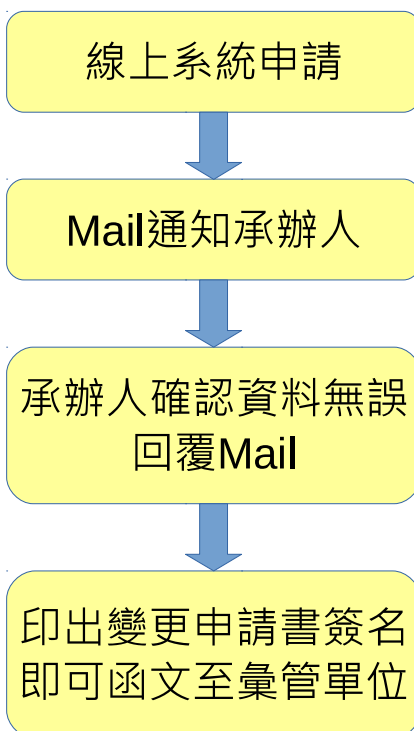 線上系統申請
Mail通知承辦人
承辦人確認資料無誤
回覆Mail
印出變更申請書簽名
即可函文至彙管單位